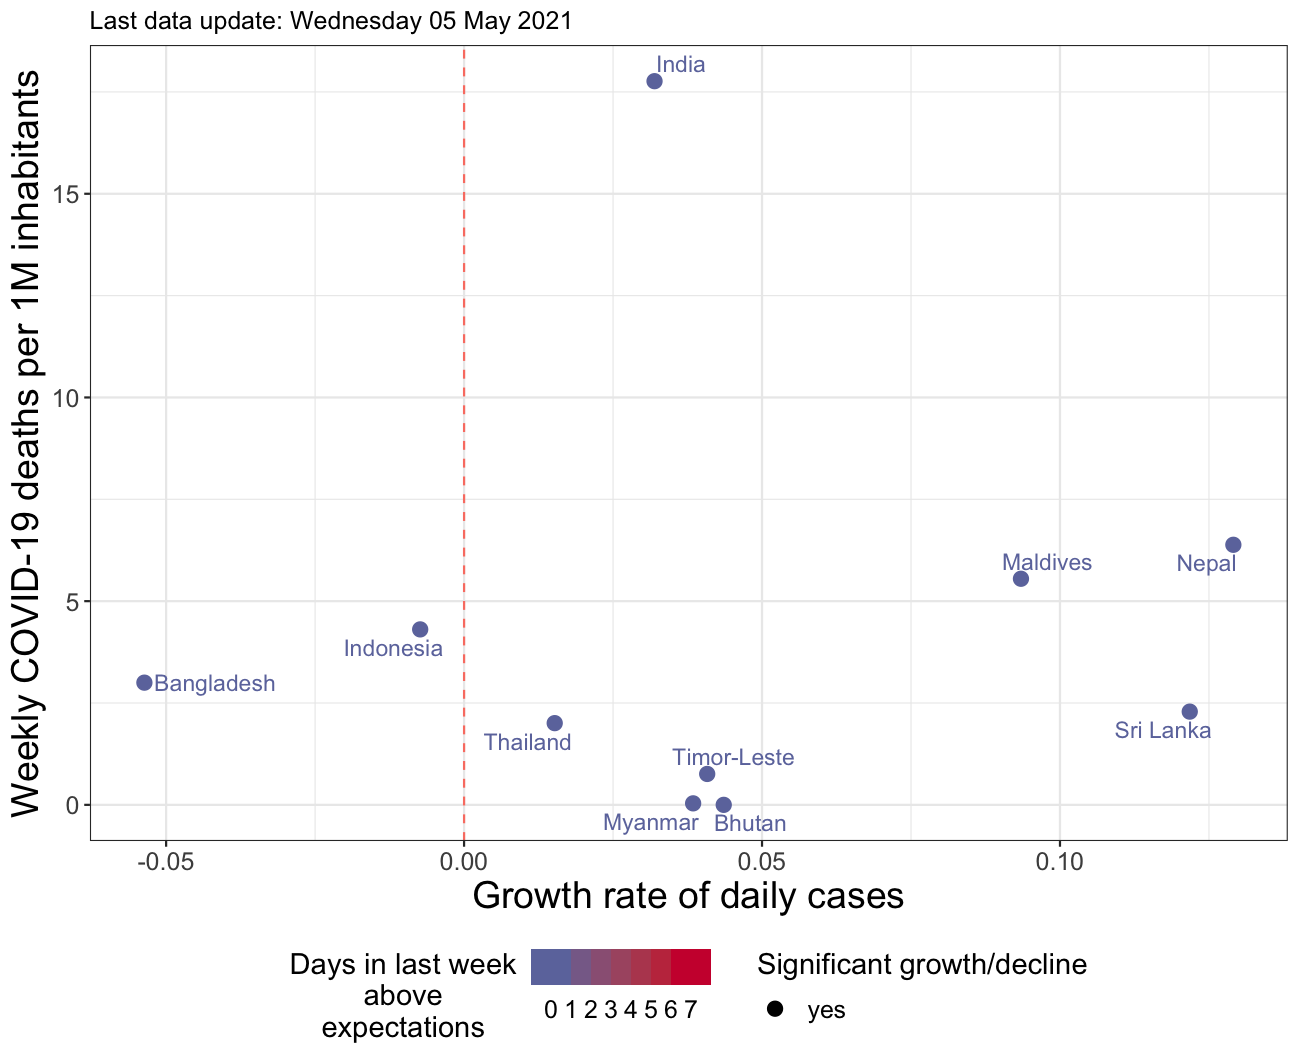 Last data update: Wednesday 05 May 2021
Weekly COVID-19 deaths per 1M inhabitants
India
15
10
Maldives
Nepal
5
Indonesia
Bangladesh
Sri Lanka
Thailand
Timor-Leste
0
Myanmar
Bhutan
-0.05 0.00 0.05 0.10
Growth rate of daily cases
Days in last week
above
expectations
0 1 2 3 4 5 6 7
Significant growth/decline
yes